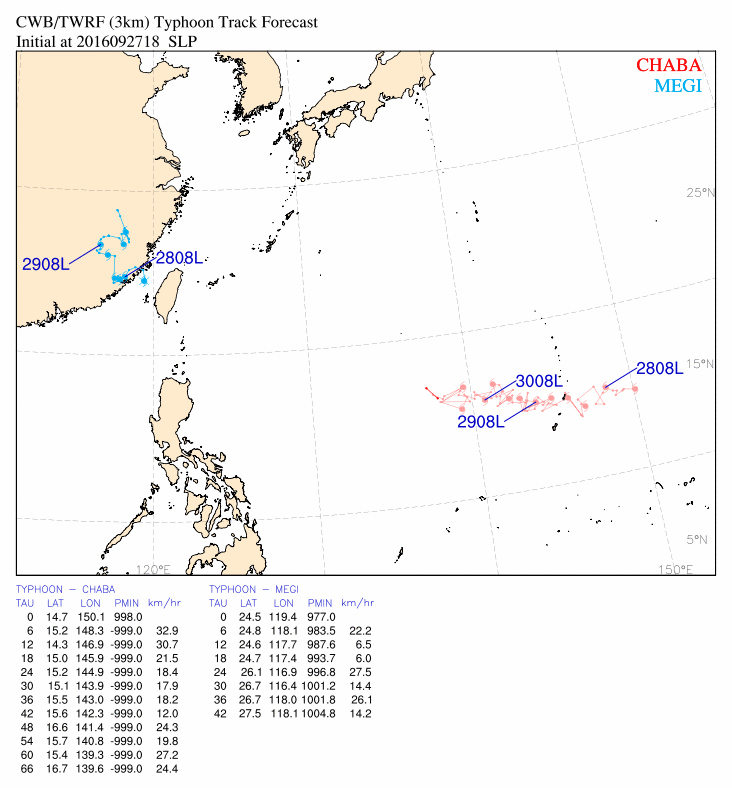 CWB/TWRF (3km) Typhoon Track Forecast
Initial at 2016092718 SLP
CHABA
MEGI
25°N
2908L
2808L
15°N
3008L
2808L
2908L
5°N
120°E
150°E
TYPHOON - CHABA
TAU LAT LON PMIN km/hr
0 14.7 150.1 998.0
6 15.2 148.3 -999.0 32.9
12 14.3 146.9 -999.0 30.7
18 15.0 145.9 -999.0 21.5
24 15.2 144.9 -999.0 18.4
30 15.1 143.9 -999.0 17.9
36 15.5 143.0 -999.0 18.2
42 15.6 142.3 -999.0 12.0
48 16.6 141.4 -999.0 24.3
54 15.7 140.8 -999.0 19.8
60 15.4 139.3 -999.0 27.2
66 16.7 139.6 -999.0 24.4
TYPHOON - MEGI
TAU LAT LON PMIN km/hr
0 24.5 119.4 977.0
6 24.8 118.1 983.5 22.2
12 24.6 117.7 987.6 6.5
18 24.7 117.4 993.7 6.0
24 26.1 116.9 996.8 27.5
30 26.7 116.4 1001.2 14.4
36 26.7 118.0 1001.8 26.1
42 27.5 118.1 1004.8 14.2